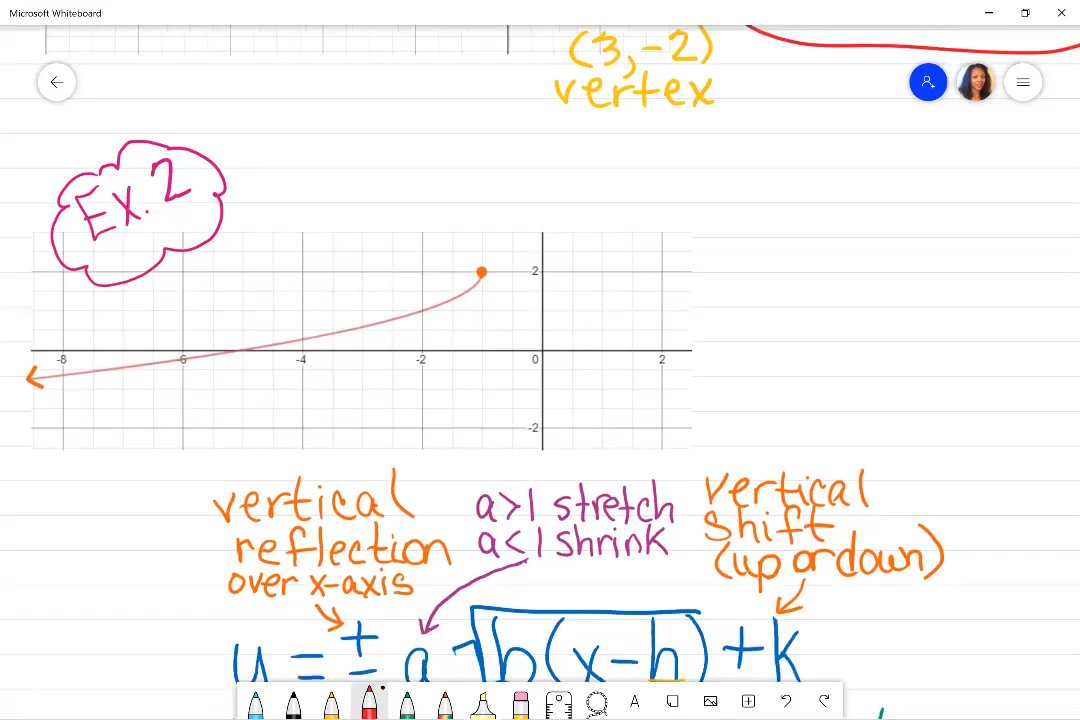 Microsoft Whiteboard
(3, -2)
vertex
Ex. 2
2
-8 -6 -4 -2 0 2
-2
vertical
reflection
over x-axis
a>1 stretch
a<1 shrink
vertical
shift
(up or down)
y = ± a √b(x-h) + k
A